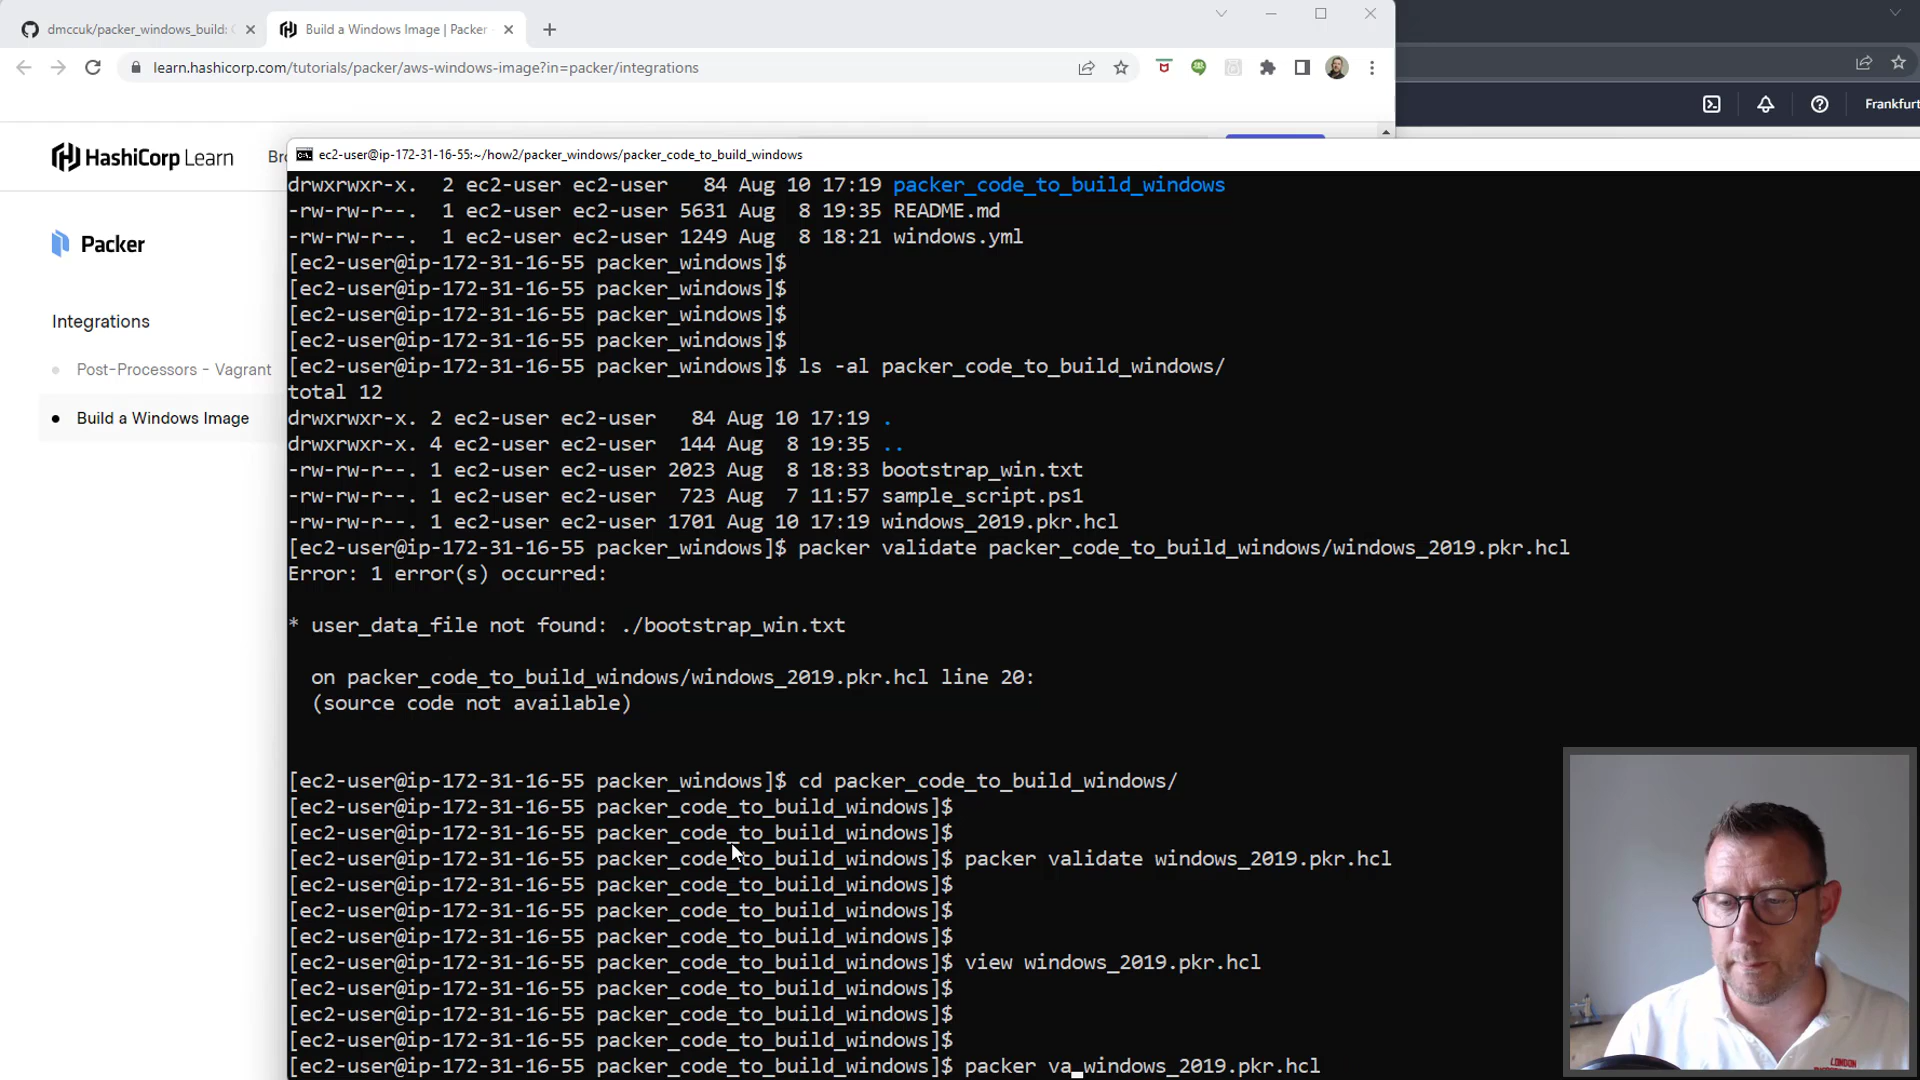 dmccuk/packer_windows_build:
Build a Windows Image | Packer
learn.hashicorp.com/tutorials/packer/aws-windows-image?in=packer/integrations
Frankfurt
HashiCorp Learn
Bro
Packer
Integrations
Post-Processors - Vagrant
Build a Windows Image
ec2-user@ip-172-31-16-55:~/how2/packer_windows/packer_code_to_build_windows
drwxrwxr-x. 2 ec2-user ec2-user   84 Aug 10 17:19 packer_code_to_build_windows
-rw-rw-r--. 1 ec2-user ec2-user 5631 Aug  8 19:35 README.md
-rw-rw-r--. 1 ec2-user ec2-user 1249 Aug  8 18:21 windows.yml
[ec2-user@ip-172-31-16-55 packer_windows]$
[ec2-user@ip-172-31-16-55 packer_windows]$
[ec2-user@ip-172-31-16-55 packer_windows]$
[ec2-user@ip-172-31-16-55 packer_windows]$
[ec2-user@ip-172-31-16-55 packer_windows]$ ls -al packer_code_to_build_windows/
total 12
drwxrwxr-x. 2 ec2-user ec2-user   84 Aug 10 17:19 .
drwxrwxr-x. 4 ec2-user ec2-user  144 Aug  8 19:35 ..
-rw-rw-r--. 1 ec2-user ec2-user 2023 Aug  8 18:33 bootstrap_win.txt
-rw-rw-r--. 1 ec2-user ec2-user  723 Aug  7 11:57 sample_script.ps1
-rw-rw-r--. 1 ec2-user ec2-user 1701 Aug 10 17:19 windows_2019.pkr.hcl
[ec2-user@ip-172-31-16-55 packer_windows]$ packer validate packer_code_to_build_windows/windows_2019.pkr.hcl
Error: 1 error(s) occurred:
* user_data_file not found: ./bootstrap_win.txt
on packer_code_to_build_windows/windows_2019.pkr.hcl line 20:
(source code not available)
[ec2-user@ip-172-31-16-55 packer_windows]$ cd packer_code_to_build_windows/
[ec2-user@ip-172-31-16-55 packer_code_to_build_windows]$
[ec2-user@ip-172-31-16-55 packer_code_to_build_windows]$
[ec2-user@ip-172-31-16-55 packer_code_to_build_windows]$ packer validate windows_2019.pkr.hcl
[ec2-user@ip-172-31-16-55 packer_code_to_build_windows]$
[ec2-user@ip-172-31-16-55 packer_code_to_build_windows]$
[ec2-user@ip-172-31-16-55 packer_code_to_build_windows]$
[ec2-user@ip-172-31-16-55 packer_code_to_build_windows]$ view windows_2019.pkr.hcl
[ec2-user@ip-172-31-16-55 packer_code_to_build_windows]$
[ec2-user@ip-172-31-16-55 packer_code_to_build_windows]$
[ec2-user@ip-172-31-16-55 packer_code_to_build_windows]$
[ec2-user@ip-172-31-16-55 packer_code_to_build_windows]$ packer va_windows_2019.pkr.hcl
LONDON